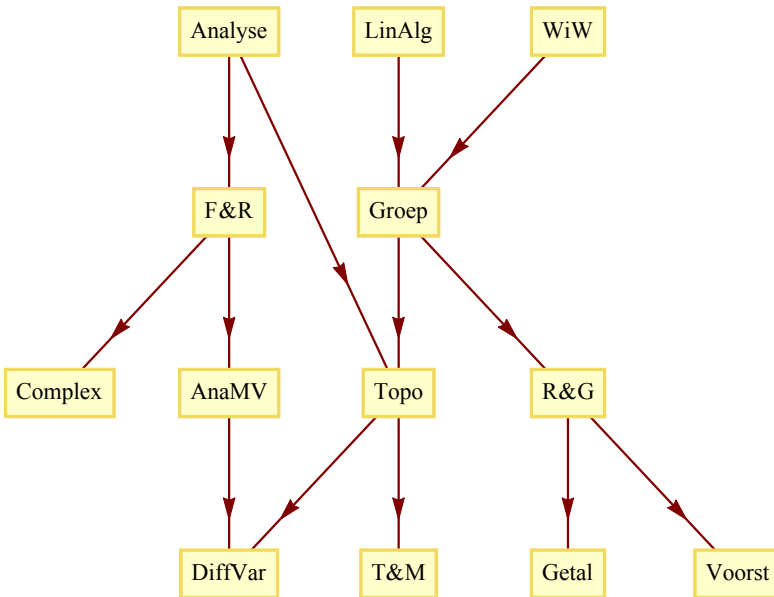 Analyse LinAlg WiW
F&R Groep
Complex AnaMV Topo R&G
DiffVar T&M Getal Voorst